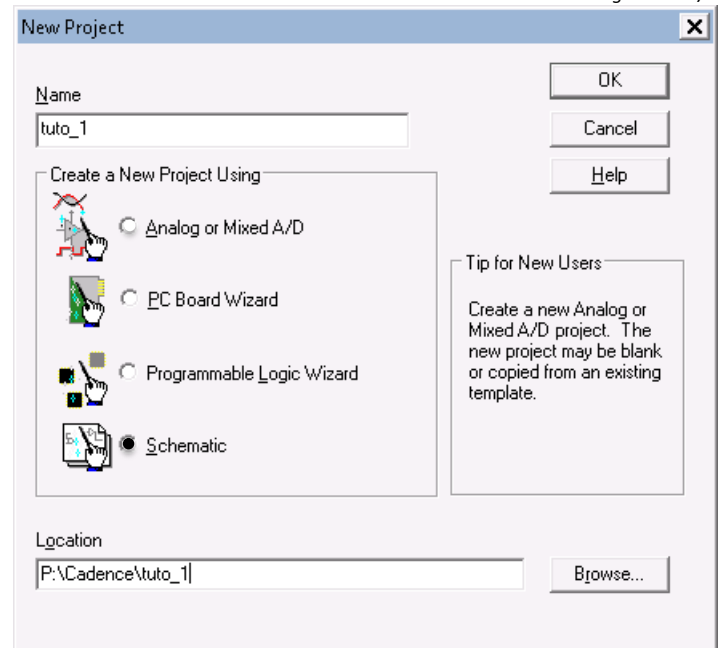 New Project
Name
tuto_1
OK
Cancel
Help
Create a New Project Using
Analog or Mixed A/D
PC Board Wizard
Programmable Logic Wizard
Schematic
Tip for New Users
Create a new Analog or
Mixed A/D project. The
new project may be blank
or copied from an existing
template.
Location
P:\Cadence\tuto_1
Browse...